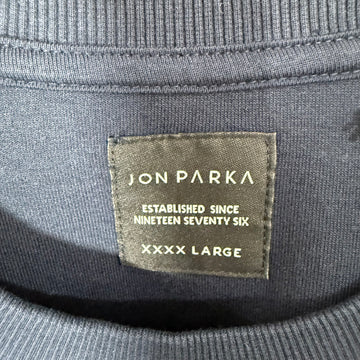 JON PARKA
ESTABLISHED SINCE
NINETEEN SEVENTY SIX
XXXX LARGE